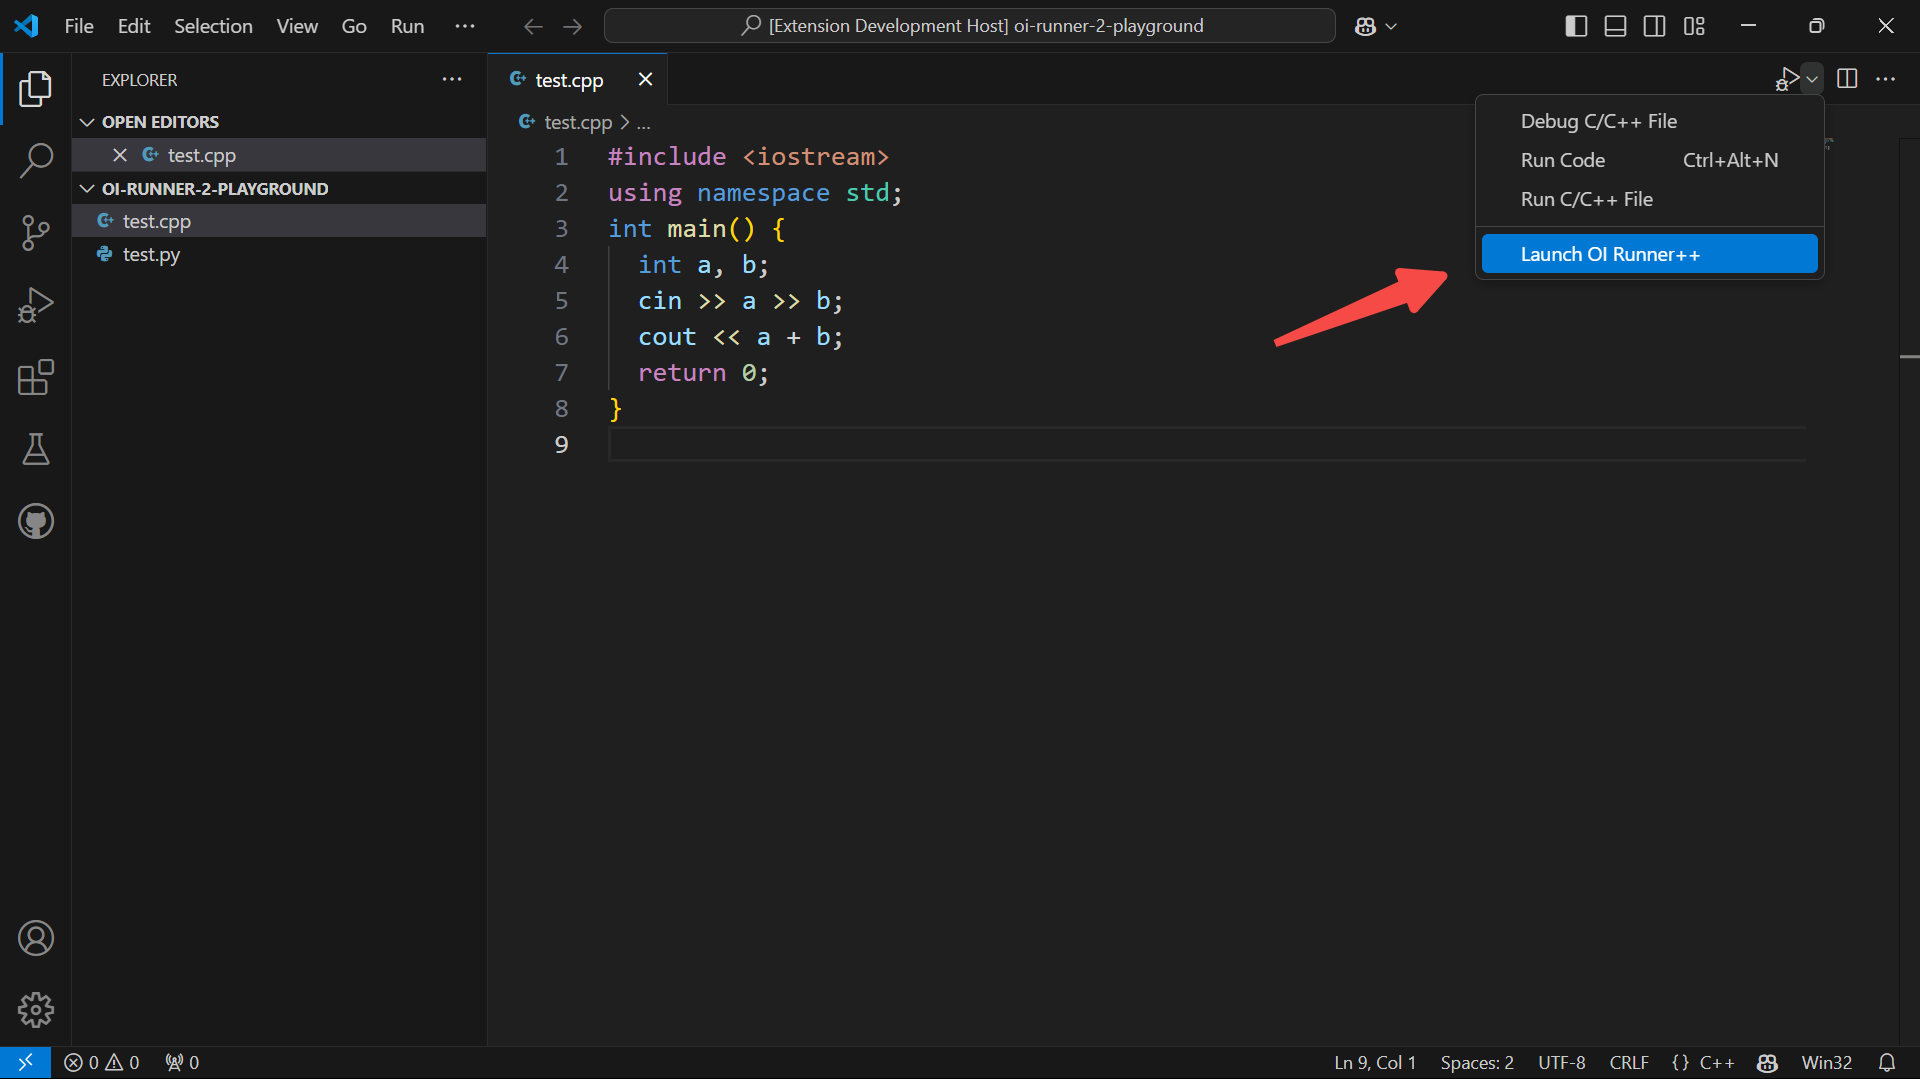 File Edit Selection View Go Run ···
[Extension Development Host] oi-runner-2-playground
EXPLORER
OPEN EDITORS
test.cpp
OI-RUNNER-2-PLAYGROUND
test.cpp
test.py
test.cpp
test.cpp > ...
1 #include <iostream>
2 using namespace std;
3 int main() {
4 int a, b;
5 cin >> a >> b;
6 cout << a + b;
7 return 0;
8 }
9
Debug C/C++ File
Run Code Ctrl+Alt+N
Run C/C++ File
Launch OI Runner++
0 0 0
Ln 9, Col 1 Spaces: 2 UTF-8 CRLF {} C++ Win32